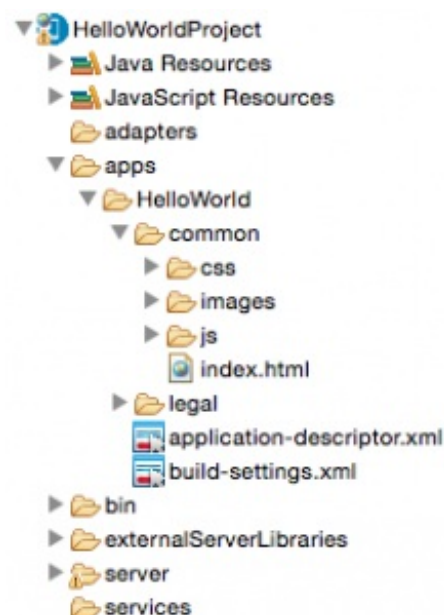 HelloWorldProject
Java Resources
JavaScript Resources
adapters
apps
HelloWorld
common
css
images
js
index.html
legal
application-descriptor.xml
build-settings.xml
bin
externalServerLibraries
server
services